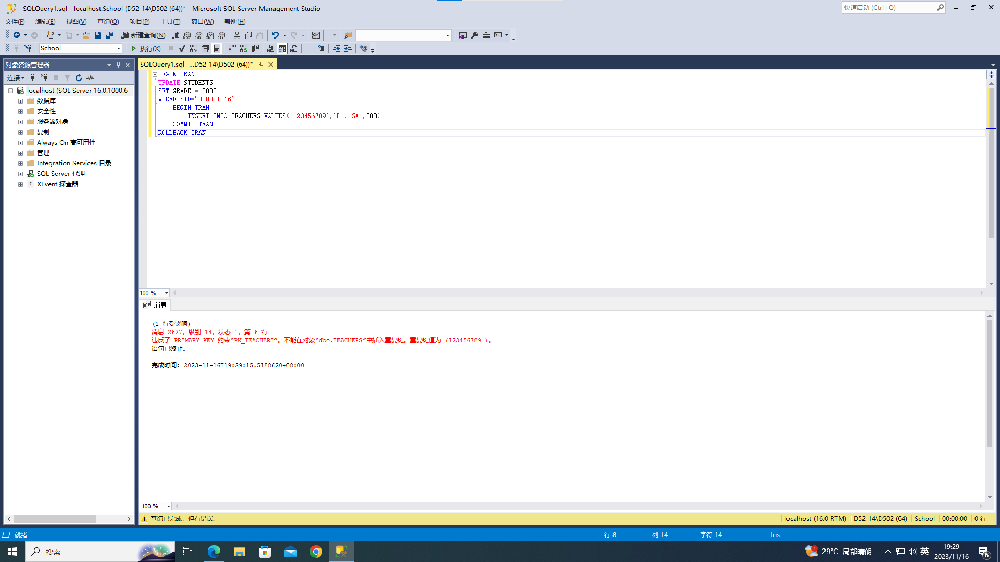 SQLQuery1.sql - localhost.School (D52_14\D502 (64))* - Microsoft SQL Server Management Studio
快速启动 (Ctrl+Q)
文件(F) 编辑(E) 视图(V) 查询(Q) 项目(P) 工具(T) 窗口(W) 帮助(H)
新建查询(N) MDX DMX XMLA DAX
School 执行(X)
对象资源管理器
连接
localhost (SQL Server 16.0.1000.6 -
数据库
安全性
服务器对象
复制
Always On 高可用性
管理
Integration Services 目录
SQL Server 代理
XEvent 探查器
SQLQuery1.sql -...D52_14\D502 (64))*
BEGIN TRAN
UPDATE STUDENTS
SET GRADE = 2000
WHERE SID='800001216'
BEGIN TRAN
INSERT INTO TEACHERS VALUES('123456789','L','SA',300)
COMMIT TRAN
ROLLBACK TRAN
100 %
消息
(1 行受影响)
消息 2627，级别 14，状态 1，第 6 行
违反了 PRIMARY KEY 约束“PK_TEACHERS”。不能在对象“dbo.TEACHERS”中插入重复键。重复键值为 (123456789 )。
语句已终止。
完成时间: 2023-11-16T19:29:15.5188620+08:00
100 %
查询已完成，但有错误。
localhost (16.0 RTM) D52_14\D502 (64) School 00:00:00 0 行
就绪
行 8 列 14 字符 14 Ins
搜索
1 29°C 局部晴朗 英 19:29
2023/11/16 6